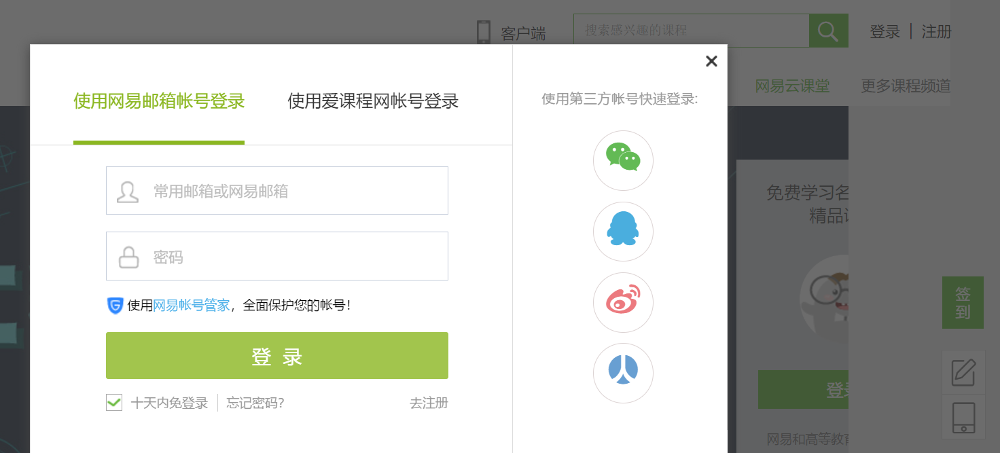 客户端
搜索感兴趣的课程
登录
注册
网易云课堂
更多课程频道
使用网易邮箱帐号登录
使用爱课程网帐号登录
使用第三方帐号快速登录:
常用邮箱或网易邮箱
密码
使用网易帐号管家，全面保护您的帐号！
登 录
十天内免登录
忘记密码?
去注册
免费学习名
精品
签
到
登
网易和高等教育